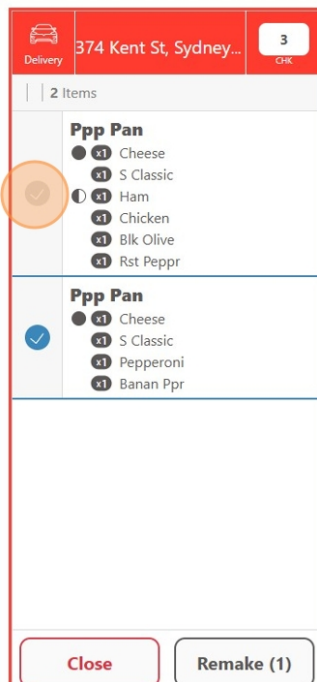 Delivery
374 Kent St, Sydney...
3
CHK
2 Items
Ppp Pan
x1 Cheese
x1 S Classic
x1 Ham
x1 Chicken
x1 Blk Olive
x1 Rst Peppr
Ppp Pan
x1 Cheese
x1 S Classic
x1 Pepperoni
x1 Banan Ppr
Close
Remake (1)